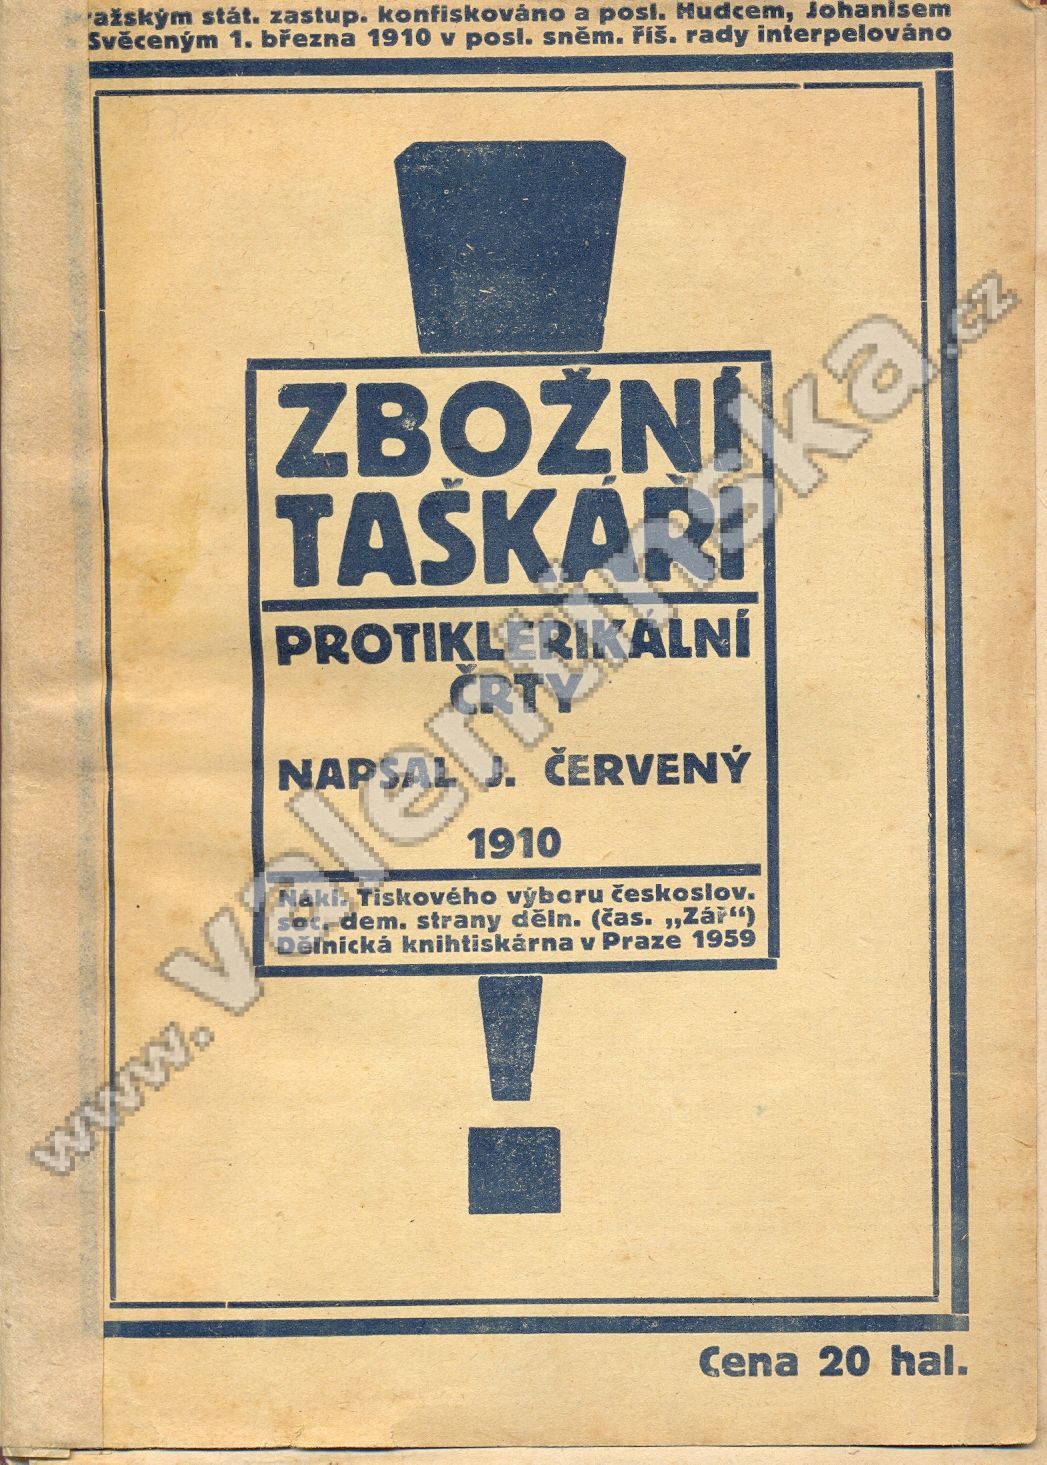 ražským stát. zastup. konfiskováno a posl. Hudcem, Johanisem
Svěceným 1. března 1910 v posl. sněm. říš. rady interpelováno
ZBOŽNÍ
TAŠKÁŘI
PROTIKLERIKÁLNÍ
ČRTY
NAPSAL J. ČERVENÝ
1910
Nákl. Tiskového výboru českoslov.
soc. dem. strany děln. (čas. „Zář“)
Dělnická knihtiskárna v Praze 1959
Cena 20 hal.
www.valentinska.cz